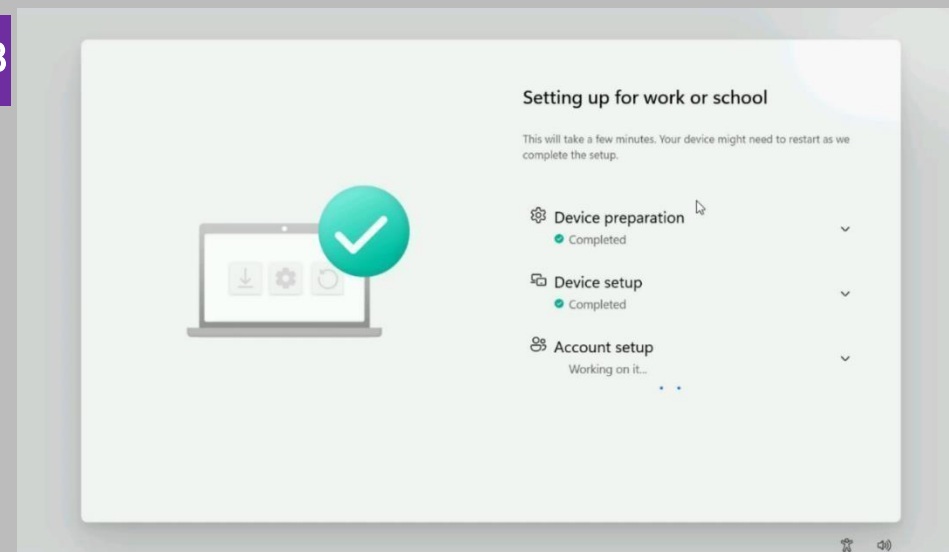 Setting up for work or school
This will take a few minutes. Your device might need to restart as we
complete the setup.
Device preparation
Completed
Device setup
Completed
Account setup
Working on it...